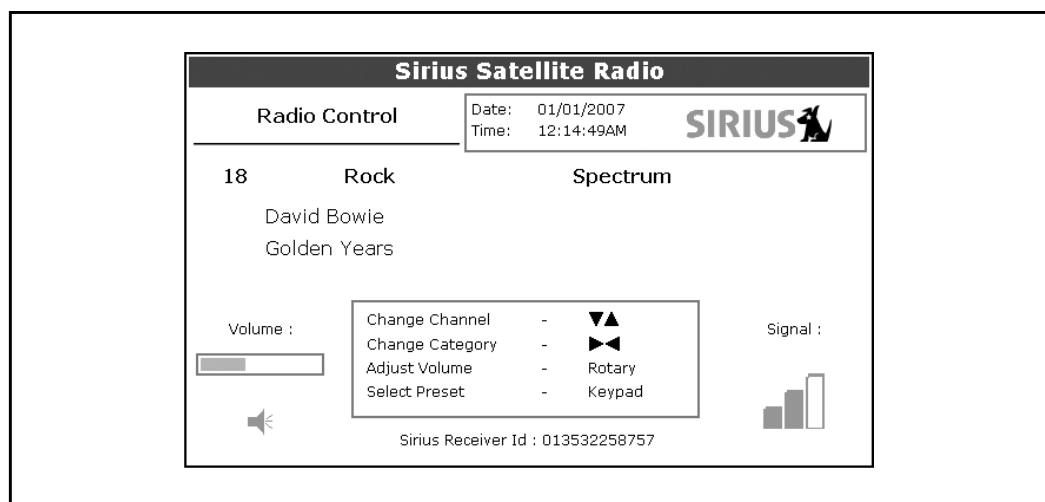 Sirius Satellite Radio
Radio Control
Date: 01/01/2007
Time: 12:14:49AM
SIRIUS
18 Rock Spectrum
David Bowie
Golden Years
Volume :
Change Channel - ▼▲
Change Category - ►◄
Adjust Volume - Rotary
Select Preset - Keypad
Signal :
Sirius Receiver Id : 013532258757